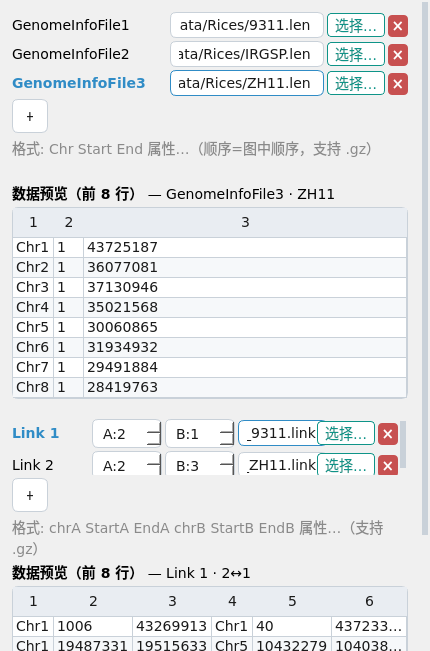 GenomeInfoFile1 ata/Rices/9311.len 选择... ×
GenomeInfoFile2 ata/Rices/IRGSP.len 选择... ×
GenomeInfoFile3 ata/Rices/ZH11.len 选择... ×
+
格式: Chr Start End 属性…（顺序=图中顺序，支持 .gz）
数据预览（前 8 行） — GenomeInfoFile3 · ZH11
1 2 3
Chr1 1 43725187
Chr2 1 36077081
Chr3 1 37130946
Chr4 1 35021568
Chr5 1 30060865
Chr6 1 31934932
Chr7 1 29491884
Chr8 1 28419763
Link 1 A:2 B:1 _9311.link 选择... ×
Link 2 A:2 B:3 _ZH11.link 选择... ×
+
格式: chrA StartA EndA chrB StartB EndB 属性…（支持
.gz）
数据预览（前 8 行） — Link 1 · 2↔1
1 2 3 4 5 6
Chr1 1006 43269913 Chr1 40 437233...
Chr1 19487331 19515633 Chr5 10432279 104038...